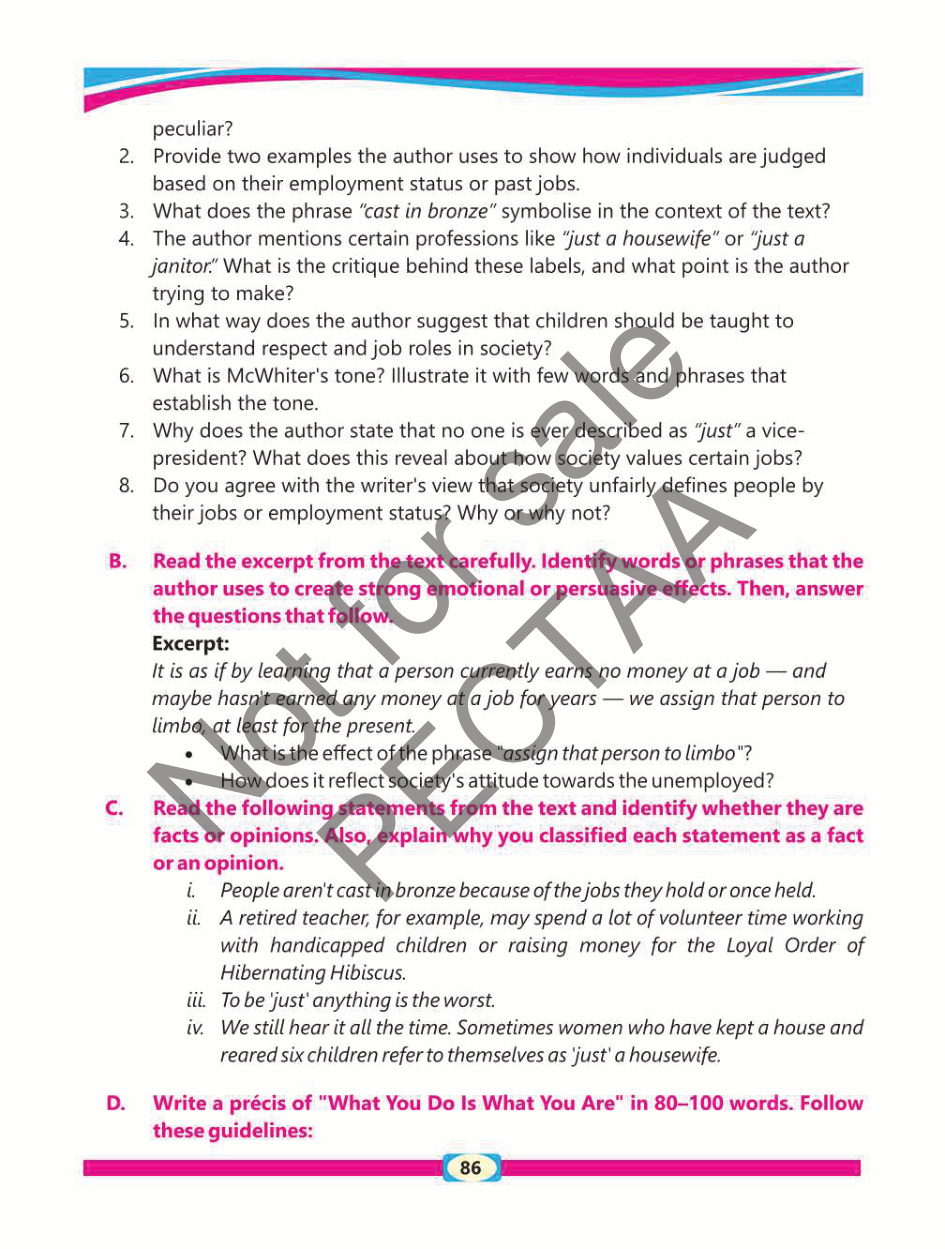 peculiar?
2. Provide two examples the author uses to show how individuals are judged
based on their employment status or past jobs.
3. What does the phrase “cast in bronze” symbolise in the context of the text?
4. The author mentions certain professions like “just a housewife” or “just a
janitor.” What is the critique behind these labels, and what point is the author
trying to make?
5. In what way does the author suggest that children should be taught to
understand respect and job roles in society?
6. What is McWhiter's tone? Illustrate it with few words and phrases that
establish the tone.
7. Why does the author state that no one is ever described as “just” a vice-
president? What does this reveal about how society values certain jobs?
8. Do you agree with the writer's view that society unfairly defines people by
their jobs or employment status? Why or why not?
B. Read the excerpt from the text carefully. Identify words or phrases that the
author uses to create strong emotional or persuasive effects. Then, answer
the questions that follow.
Excerpt:
It is as if by learning that a person currently earns no money at a job — and
maybe hasn't earned any money at a job for years — we assign that person to
limbo, at least for the present.
• What is the effect of the phrase "assign that person to limbo"?
• How does it reflect society's attitude towards the unemployed?
C. Read the following statements from the text and identify whether they are
facts or opinions. Also, explain why you classified each statement as a fact
or an opinion.
i. People aren't cast in bronze because of the jobs they hold or once held.
ii. A retired teacher, for example, may spend a lot of volunteer time working
with handicapped children or raising money for the Loyal Order of
Hibernating Hibiscus.
iii. To be 'just' anything is the worst.
iv. We still hear it all the time. Sometimes women who have kept a house and
reared six children refer to themselves as 'just' a housewife.
D. Write a précis of "What You Do Is What You Are" in 80–100 words. Follow
these guidelines:
86
Not for sale
PECTAA